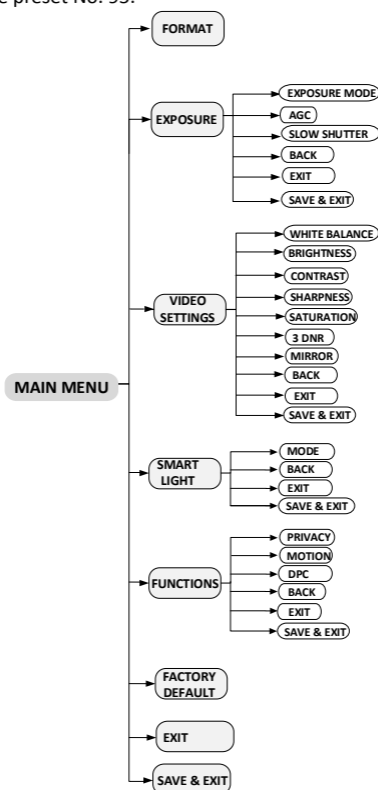 e preset No. 95.
FORMAT
EXPOSURE
EXPOSURE MODE
AGC
SLOW SHUTTER
BACK
EXIT
SAVE & EXIT
VIDEO
SETTINGS
WHITE BALANCE
BRIGHTNESS
CONTRAST
SHARPNESS
SATURATION
3 DNR
MIRROR
BACK
EXIT
SAVE & EXIT
MAIN MENU
SMART
LIGHT
MODE
BACK
EXIT
SAVE & EXIT
FUNCTIONS
PRIVACY
MOTION
DPC
BACK
EXIT
SAVE & EXIT
FACTORY
DEFAULT
EXIT
SAVE & EXIT